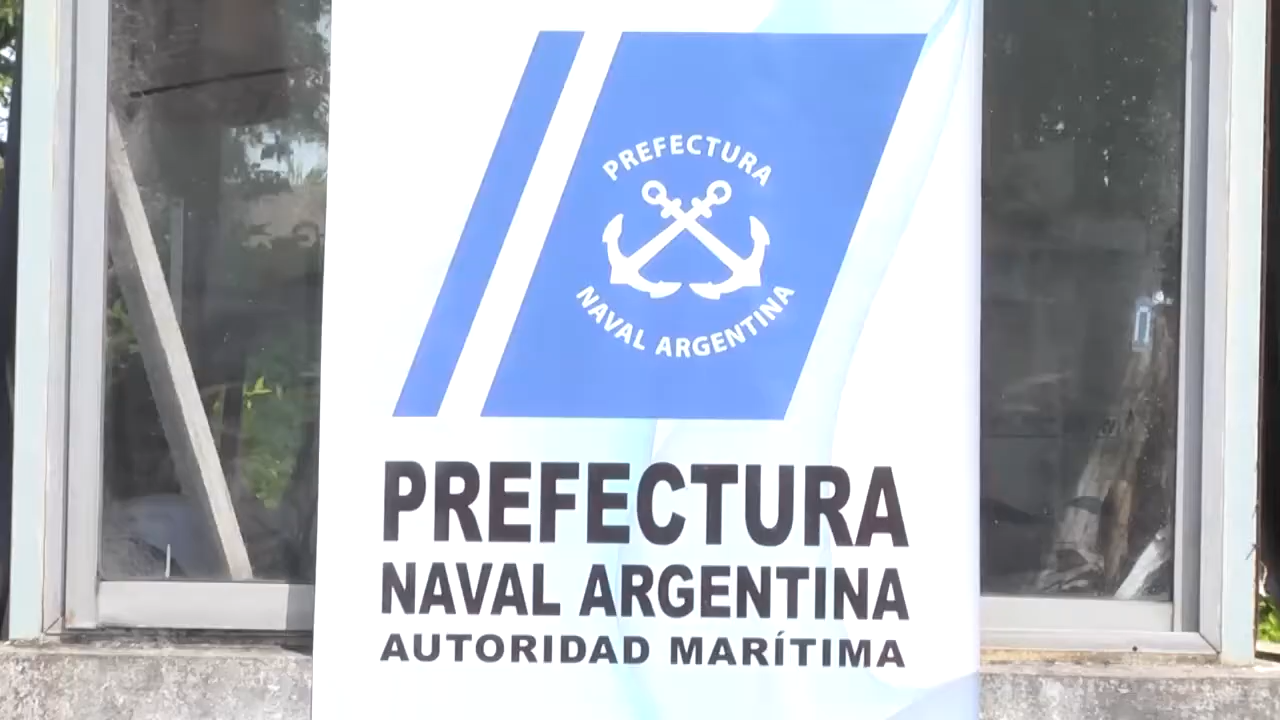 PREFECTURA
NAVAL ARGENTINA
PREFECTURA
NAVAL ARGENTINA
AUTORIDAD MARÍTIMA